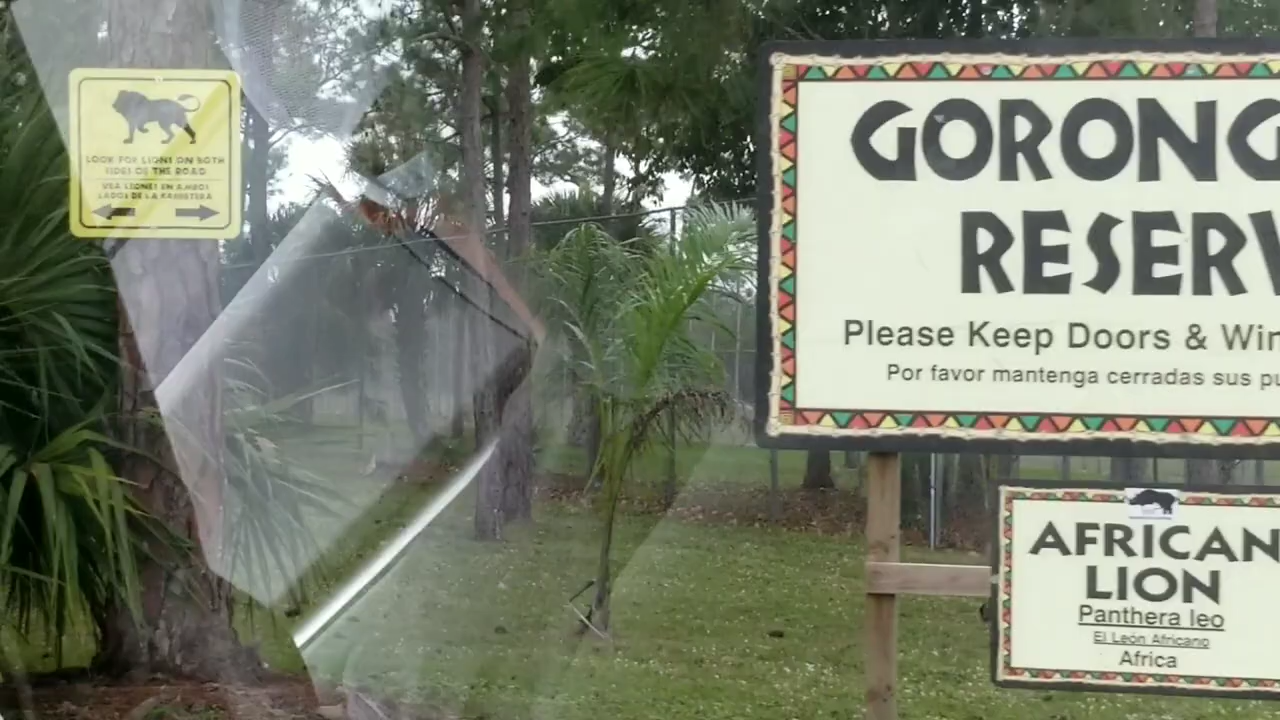 LOOK FOR LIONS ON BOTH
SIDES OF THE ROAD
VEA LEONES EN AMBOS
LADOS DE LA KARRETERA
GORONG
RESERV
Please Keep Doors & Win
Por favor mantenga cerradas sus pu
AFRICAN
LION
Panthera leo
El León Africano
Africa